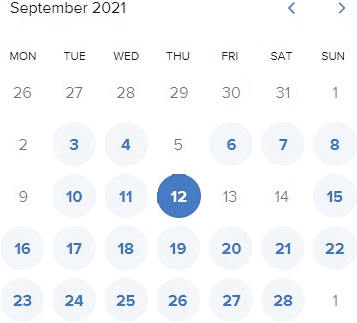 September 2021
MON TUE WED THU FRI SAT SUN
26 27 28 29 30 31 1
2 3 4 5 6 7 8
9 10 11 12 13 14 15
16 17 18 19 20 21 22
23 24 25 26 27 28 1